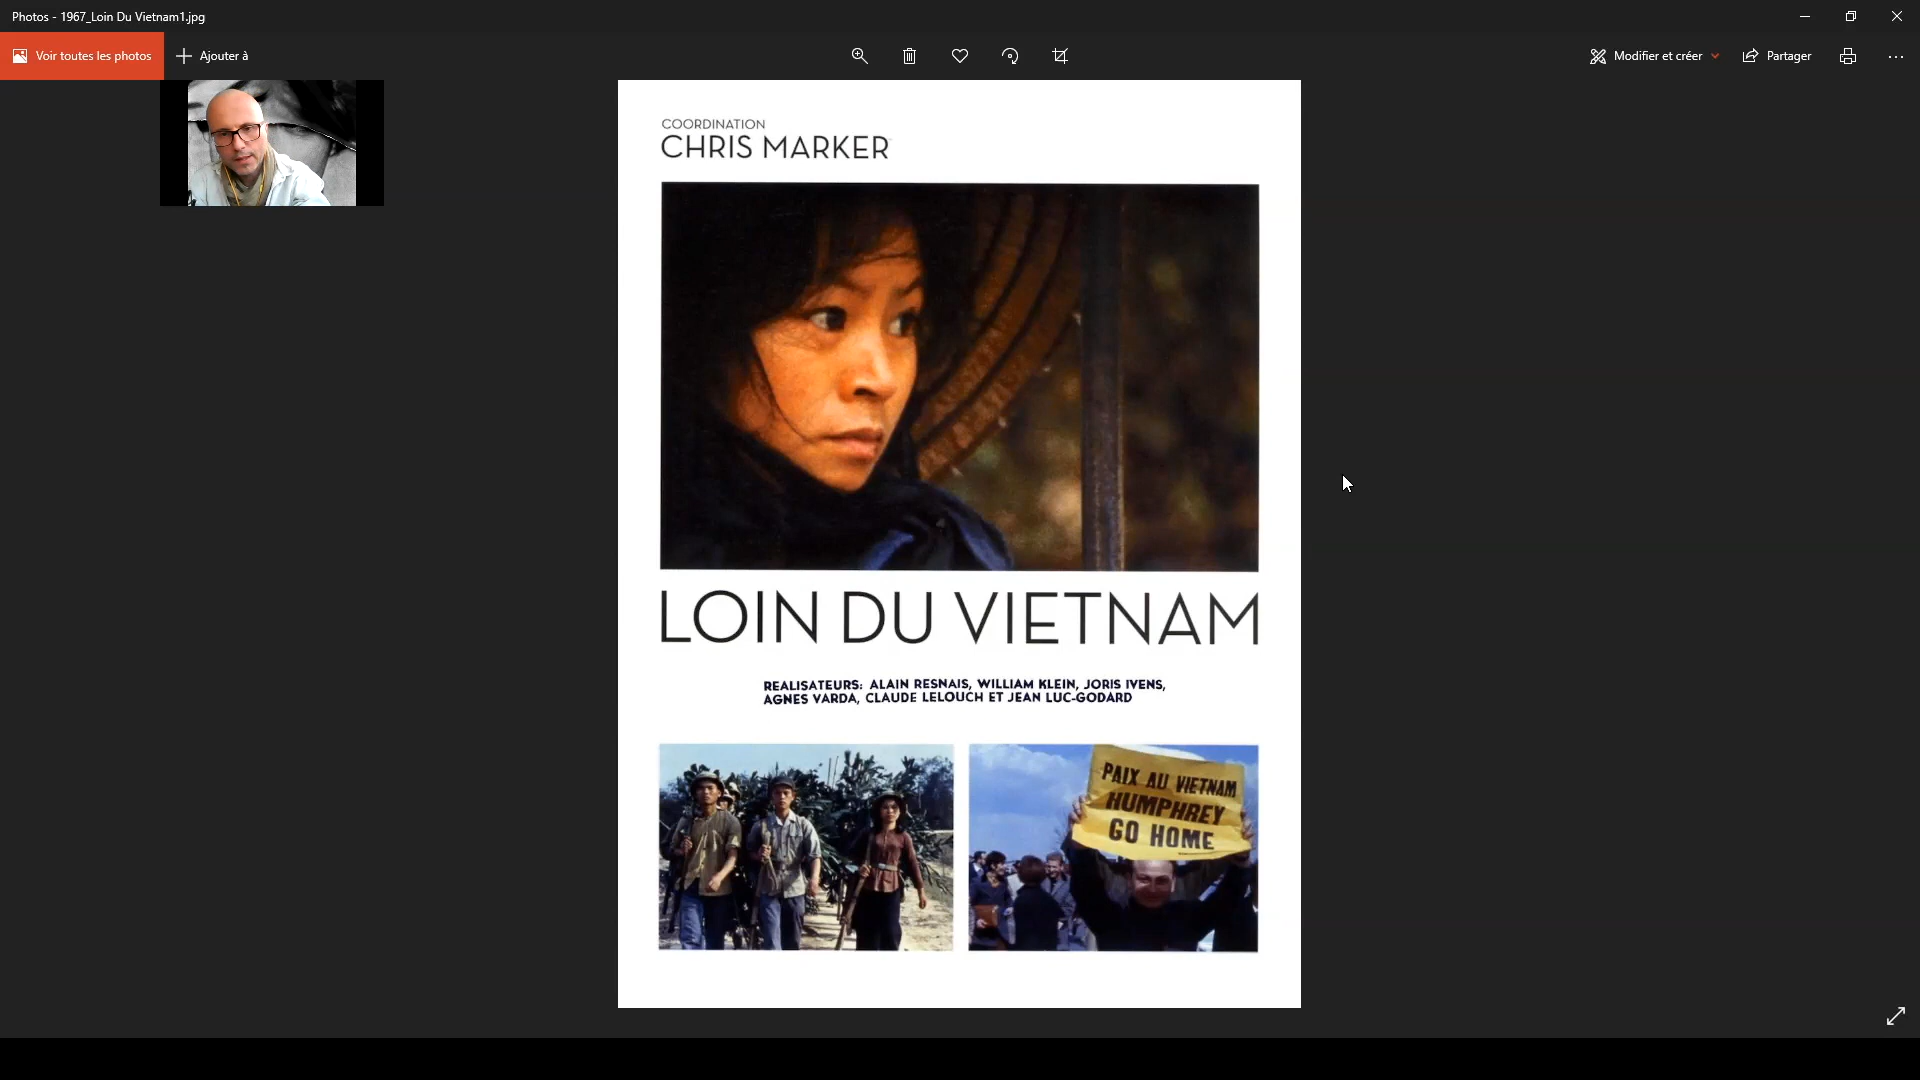 Photos - 1967_Loin Du Vietnam1.jpg
Voir toutes les photos
Ajouter à
Modifier et créer
Partager
COORDINATION
CHRIS MARKER
LOIN DU VIETNAM
REALISATEURS: ALAIN RESNAIS, WILLIAM KLEIN, JORIS IVENS,
AGNES VARDA, CLAUDE LELOUCH ET JEAN LUC-GODARD
PAIX AU VIETNAM
HUMPHREY
GO HOME